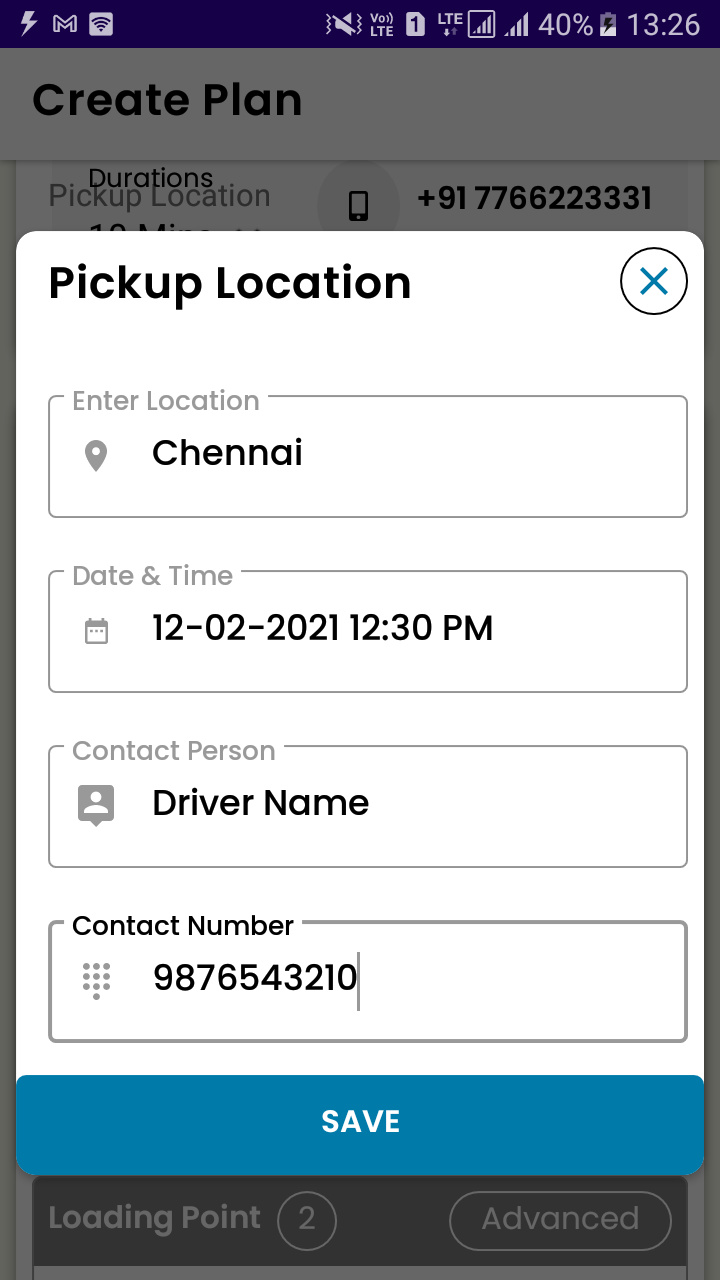 Vo) LTE 1 LTE 40% 13:26
Create Plan
Durations
Pickup Location
+91 7766223331
Pickup Location
Enter Location
Chennai
Date & Time
12-02-2021 12:30 PM
Contact Person
Driver Name
Contact Number
9876543210
SAVE
Loading Point 2 Advanced